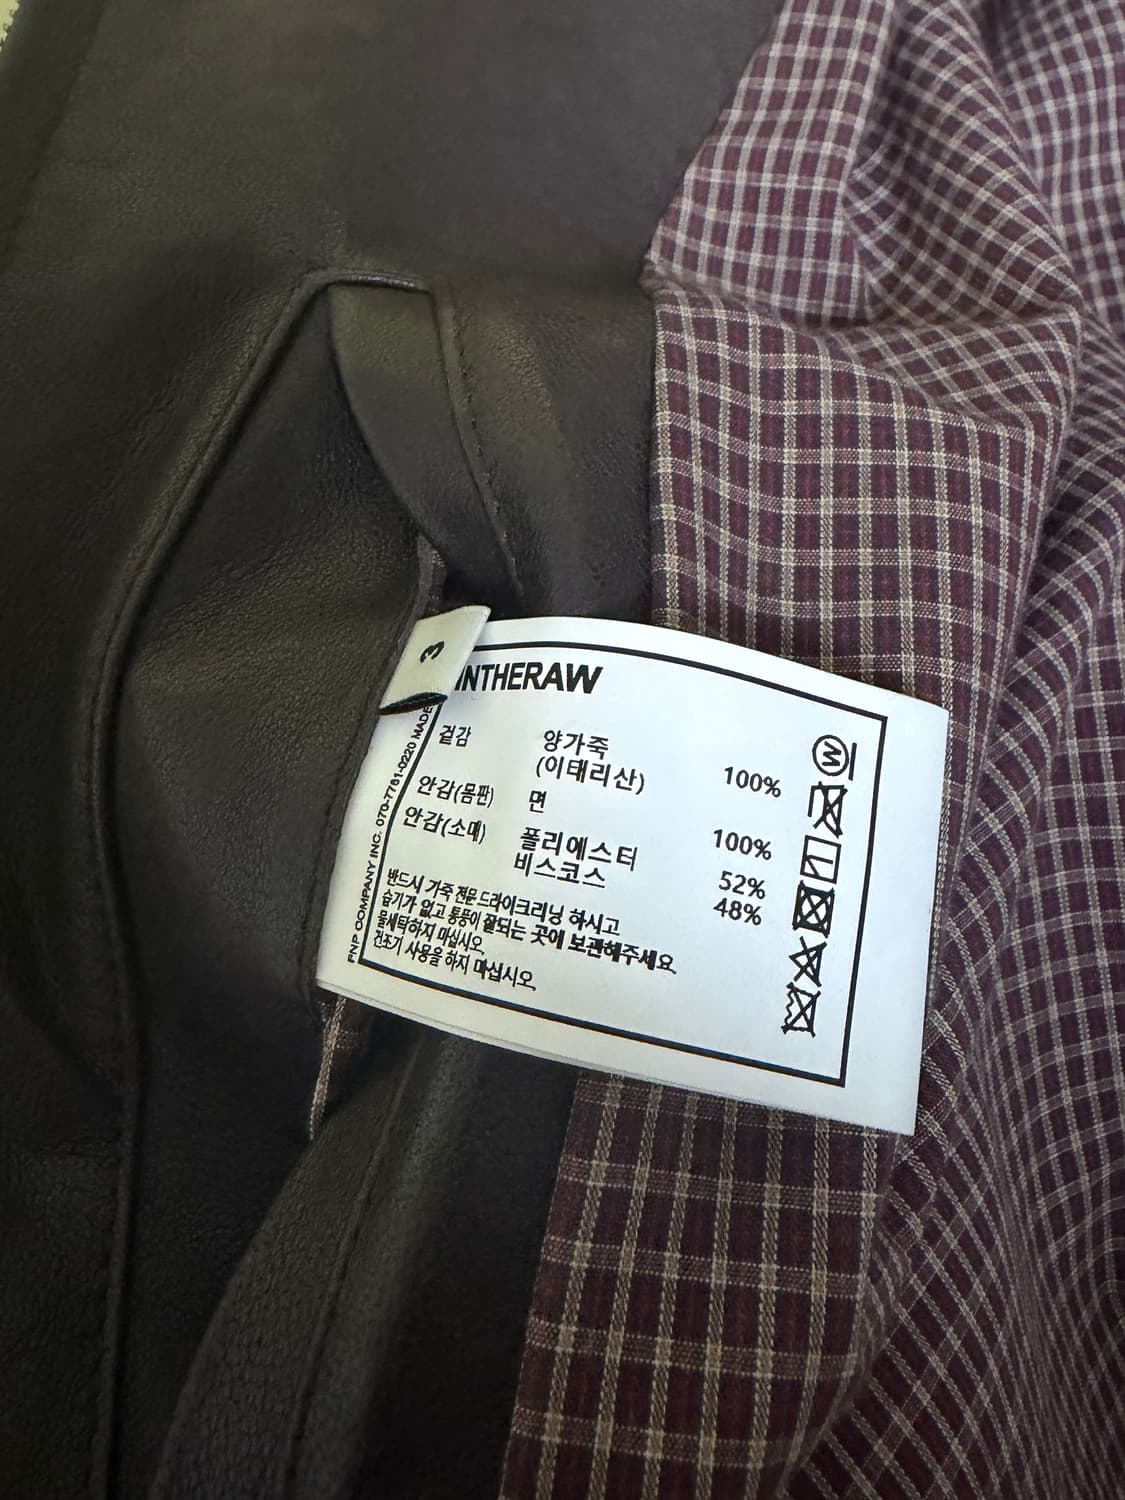 3
INTHERAW
겉감 양가죽
(이태리산) 100%
안감(몸판) 면 100%
안감(소매) 폴리에스터 52%
비스코스 48%
반드시 가죽 전문 드라이크리닝 하시고
습기가 없고 통풍이 잘되는 곳에 보관해주세요
물세탁하지 마십시오.
건조기 사용을 하지 마십시오.
PNP COMPANY INC. 070-7781-0220 MADE
W